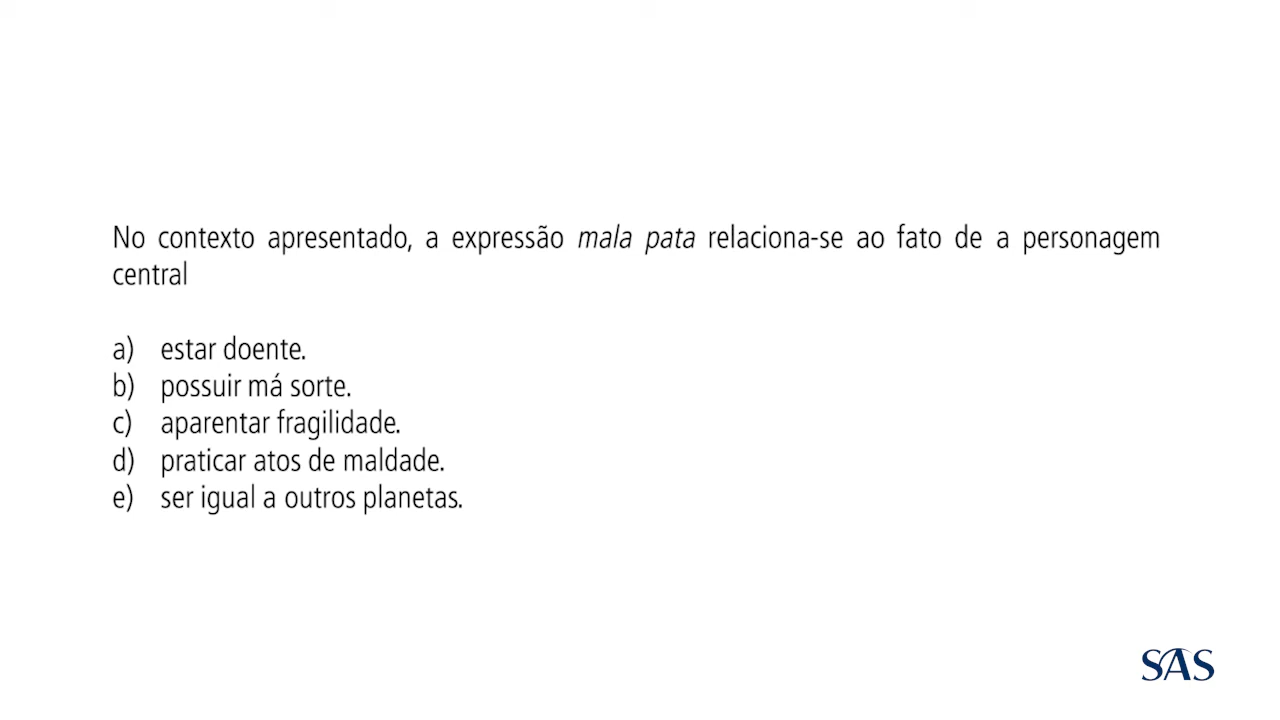 No contexto apresentado, a expressão mala pata relaciona-se ao fato de a personagem
central
a) estar doente.
b) possuir má sorte.
c) aparentar fragilidade.
d) praticar atos de maldade.
e) ser igual a outros planetas.
SAS